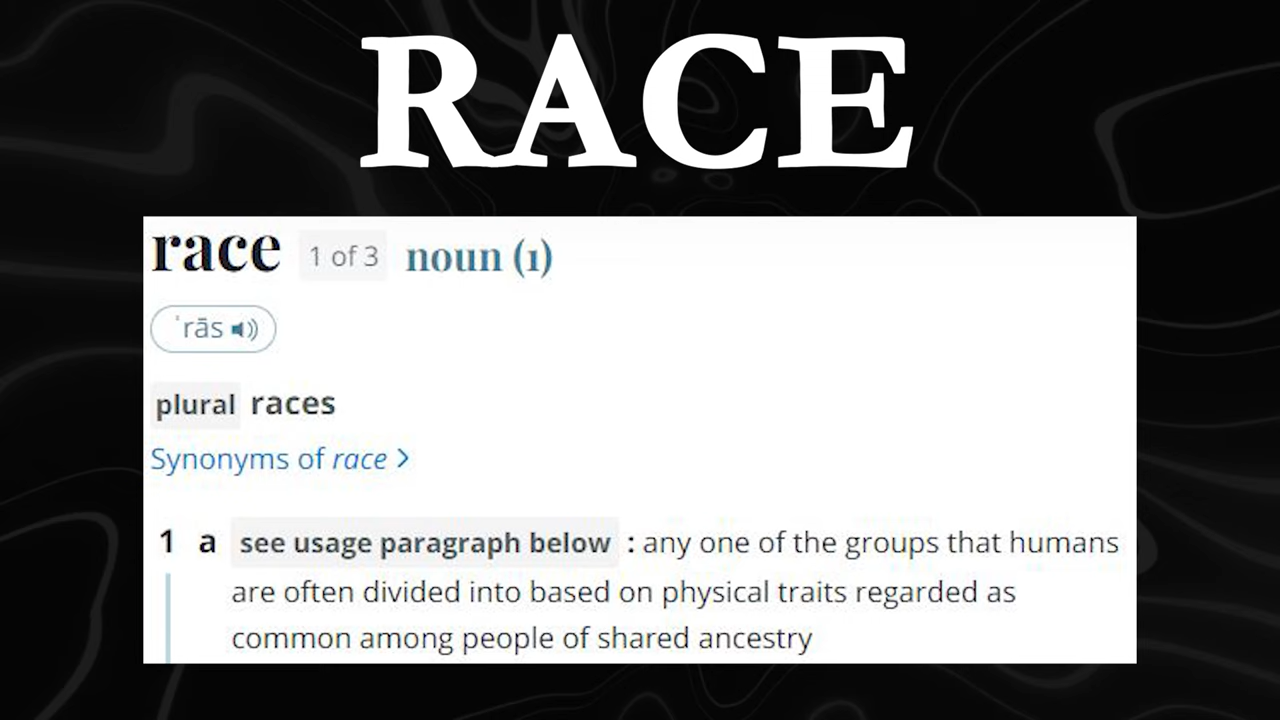 RACE
race 1 of 3 noun (1)
ˈrās
plural races
Synonyms of race >
1 a see usage paragraph below : any one of the groups that humans
are often divided into based on physical traits regarded as
common among people of shared ancestry